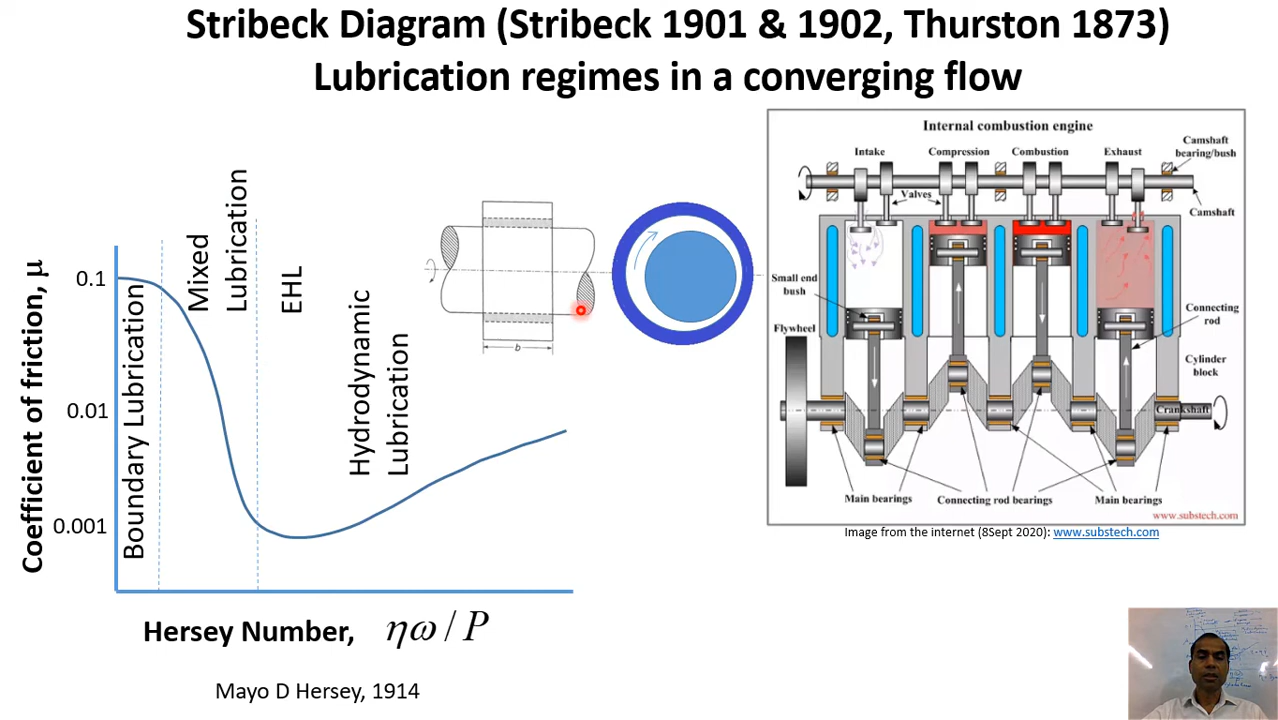 Stribeck Diagram (Stribeck 1901 & 1902, Thurston 1873)
Lubrication regimes in a converging flow
Coefficient of friction, μ
0.1
0.01
0.001
Boundary Lubrication
Mixed
Lubrication
EHL
Hydrodynamic
Lubrication
Hersey Number, ηω / P
Mayo D Hersey, 1914
b
Internal combustion engine
Intake
Compression
Combustion
Exhaust
Camshaft
bearing/bush
Valves
Camshaft
Small end
bush
Flywheel
Connecting
rod
Cylinder
block
Crankshaft
Main bearings
Connecting rod bearings
Main bearings
www.substech.com
Image from the internet (8Sept 2020): www.substech.com